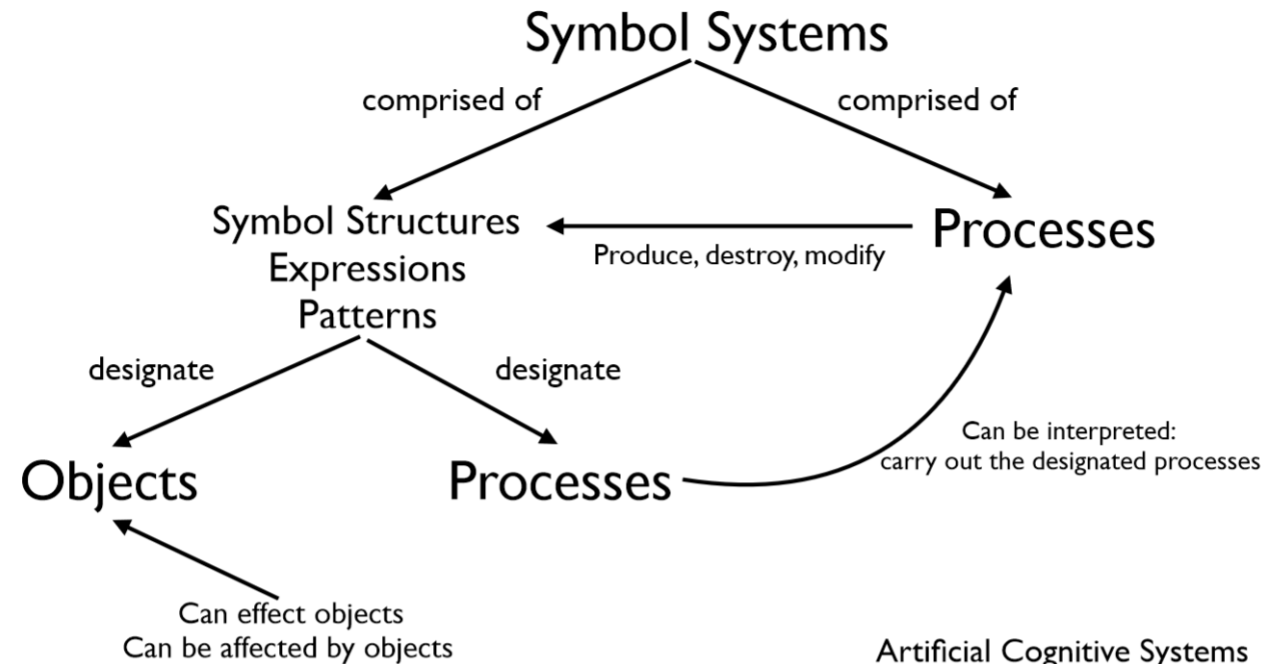 Symbol Systems
comprised of
comprised of
Symbol Structures
Expressions
Patterns
Produce, destroy, modify
Processes
designate
designate
Objects
Processes
Can be interpreted:
carry out the designated processes
Can effect objects
Can be affected by objects
Artificial Cognitive Systems